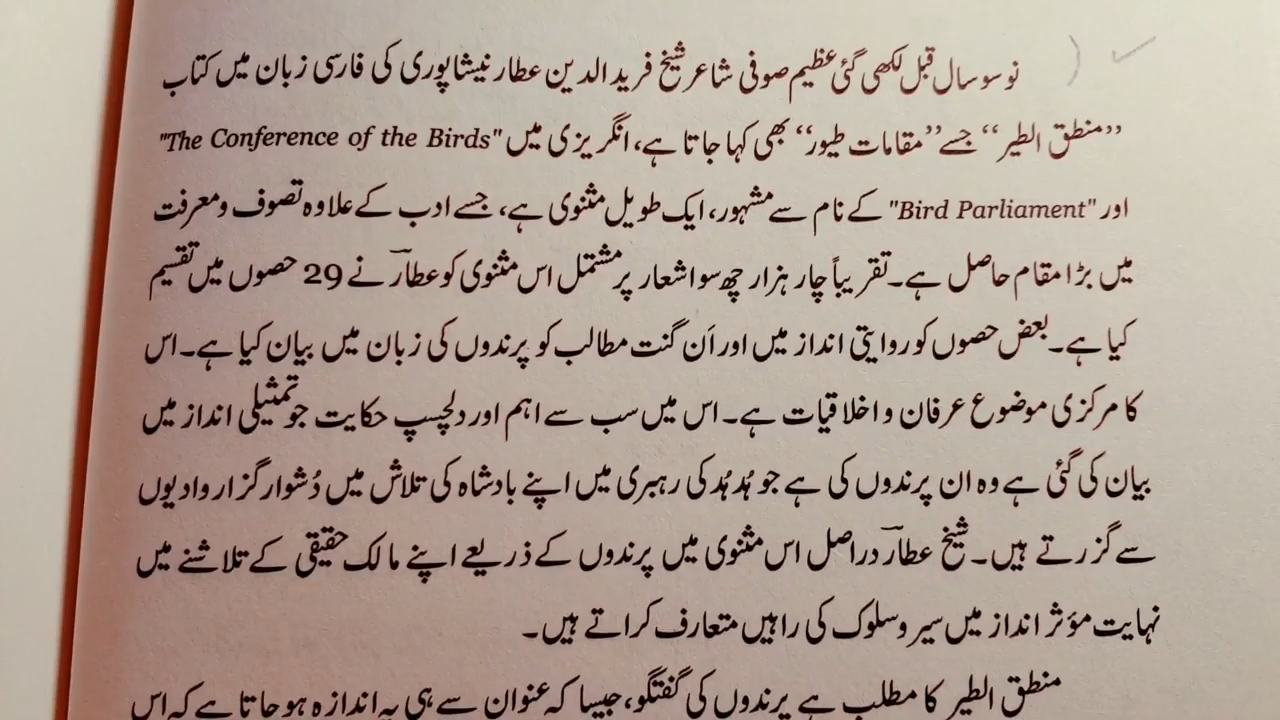 نو سو سال قبل لکھی گئی عظیم صوفی شاعر شیخ فرید الدین عطار نیشاپوری کی فارسی زبان میں کتاب
”منطق الطیر“ جسے ”مقامات طیور“ بھی کہا جاتا ہے، انگریزی میں "The Conference of the Birds"
اور "Bird Parliament" کے نام سے مشہور، ایک طویل مثنوی ہے، جسے ادب کے علاوہ تصوف و معرفت
میں بڑا مقام حاصل ہے۔ تقریباً چار ہزار چھ سو اشعار پر مشتمل اس مثنوی کو عطارؔ نے 29 حصوں میں تقسیم
کیا ہے۔ بعض حصوں کو روایتی انداز میں اور اَن گنت مطالب کو پرندوں کی زبان میں بیان کیا ہے۔ اس
کا مرکزی موضوع عرفان و اخلاقیات ہے۔ اس میں سب سے اہم اور دلچسپ حکایت جو تمثیلی انداز میں
بیان کی گئی ہے وہ ان پرندوں کی ہے جو ہُدہُد کی رہبری میں اپنے بادشاہ کی تلاش میں دُشوار گزار وادیوں
سے گزرتے ہیں۔ شیخ عطارؔ دراصل اس مثنوی میں پرندوں کے ذریعے اپنے مالک حقیقی کے تلاشنے میں
نہایت مؤثر انداز میں سیر و سلوک کی راہیں متعارف کراتے ہیں۔
منطق الطیر کا مطلب ہے پرندوں کی گفتگو، جیسا کہ عنوان سے ہی یہ اندازہ ہو جاتا ہے کہ اس